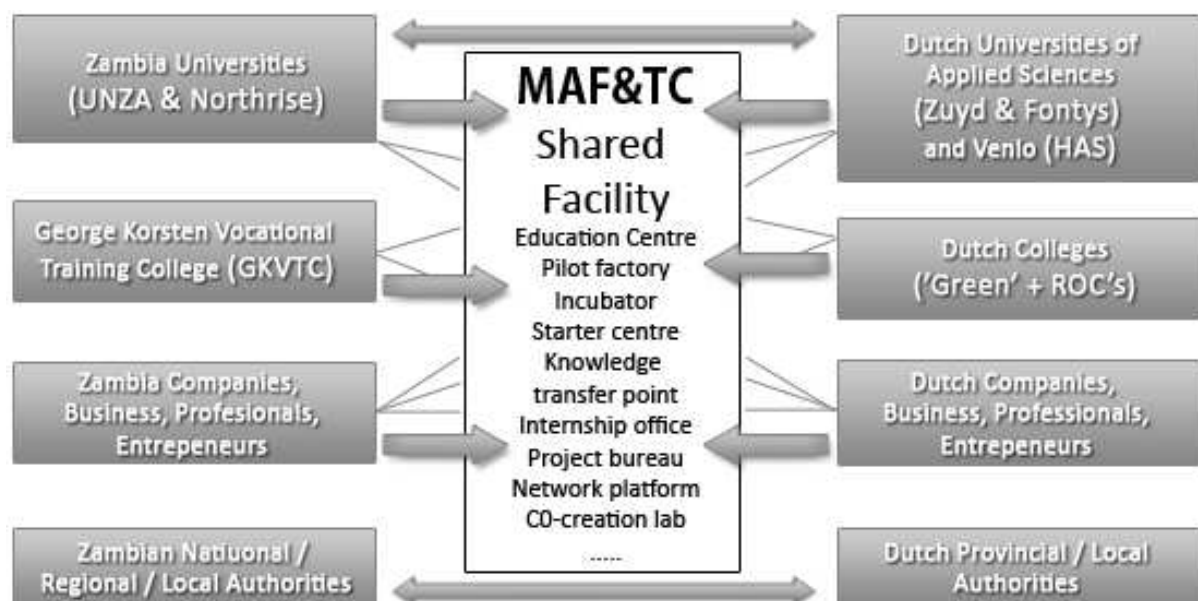 Zambia Universities
(UNZA & Northrise)
George Korsten Vocational
Training College (GKVTC)
Zambia Companies,
Business, Profesionals,
Entrepeneurs
Zambian Natiuonal /
Regional / Local Authorities
MAF&TC
Shared
Facility
Education Centre
Pilot factory
Incubator
Starter centre
Knowledge
transfer point
Internship office
Project bureau
Network platform
C0-creation lab
.....
Dutch Universities of
Applied Sciences
(Zuyd & Fontys)
and Venlo (HAS)
Dutch Colleges
('Green' + ROC's)
Dutch Companies,
Business, Professionals,
Entrepeneurs
Dutch Provincial / Local
Authorities